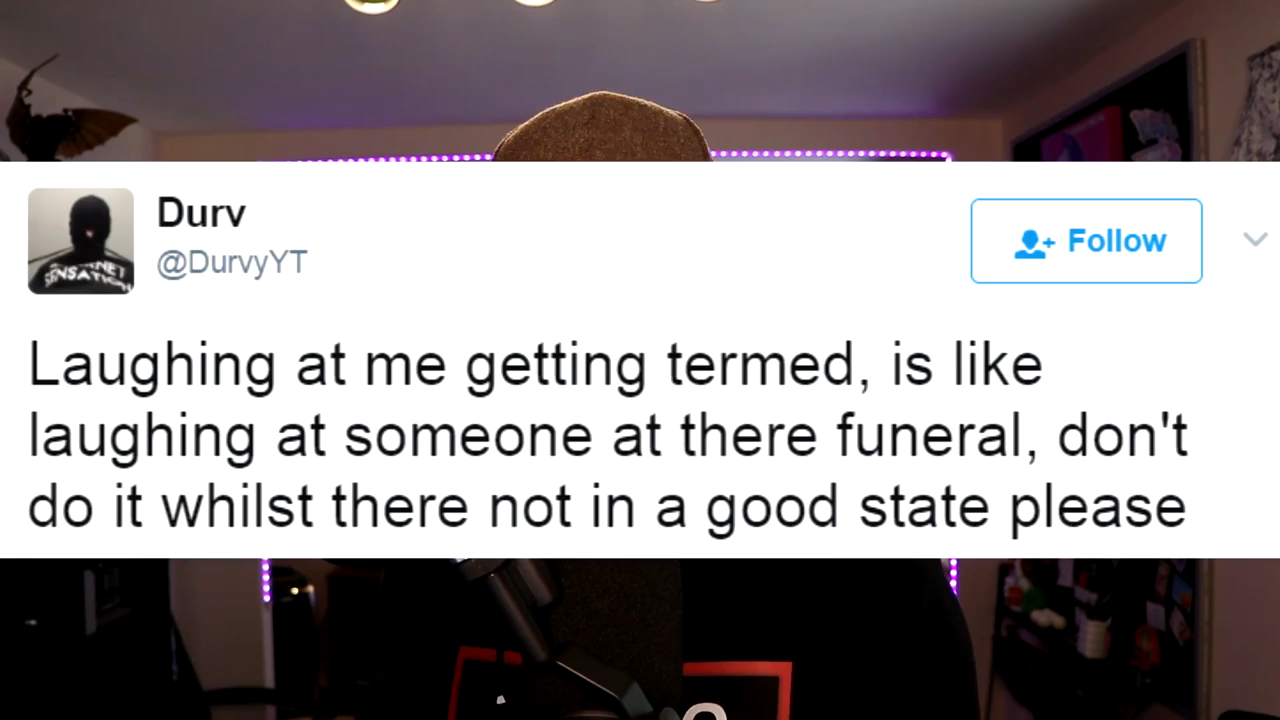 Durv
@DurvyYT
Follow
Laughing at me getting termed, is like
laughing at someone at there funeral, don't
do it whilst there not in a good state please